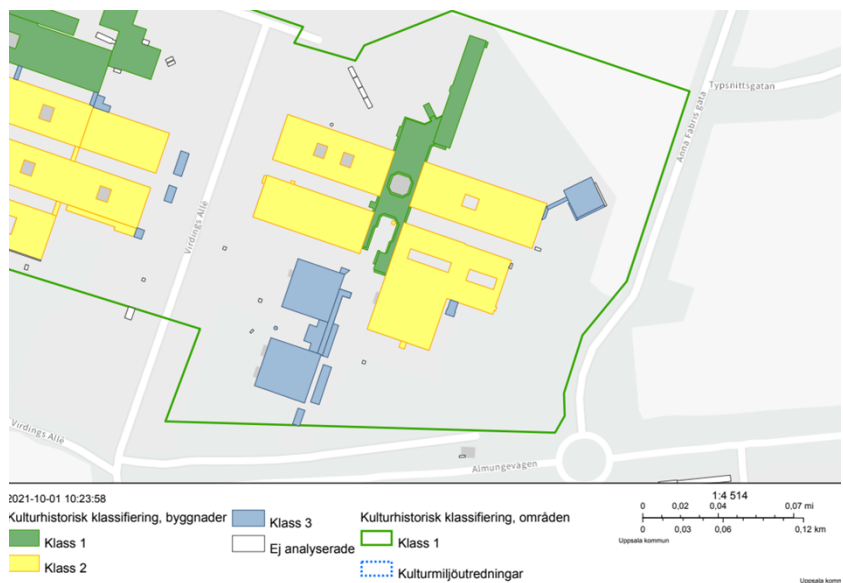 Typsnittsgatan
Anna Fabris gata
Virdings Allé
Virdings Allé
Almungevägen
2021-10-01 10:23:58
Kulturhistorisk klassifiering, byggnader
Klass 1
Klass 2
Klass 3
Ej analyserade
Kulturhistorisk klassifiering, områden
Klass 1
Kulturmiljöutredningar
1:4 514
0 0,02 0,04 0,07 mi
0 0,03 0,06 0,12 km
Uppsala kommun
Uppsala kommun